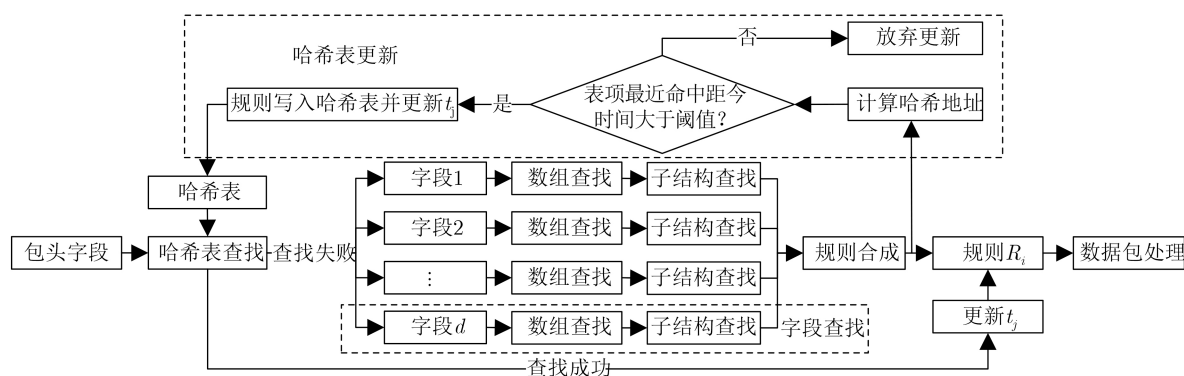 否
放弃更新
哈希表更新
规则写入哈希表并更新tj
是
表项最近命中距今
时间大于阈值？
计算哈希地址
哈希表
字段1
数组查找
子结构查找
字段2
数组查找
子结构查找
包头字段
哈希表查找
查找失败
⋮
数组查找
子结构查找
规则合成
规则Ri
数据包处理
字段d
数组查找
子结构查找
字段查找
更新tj
查找成功